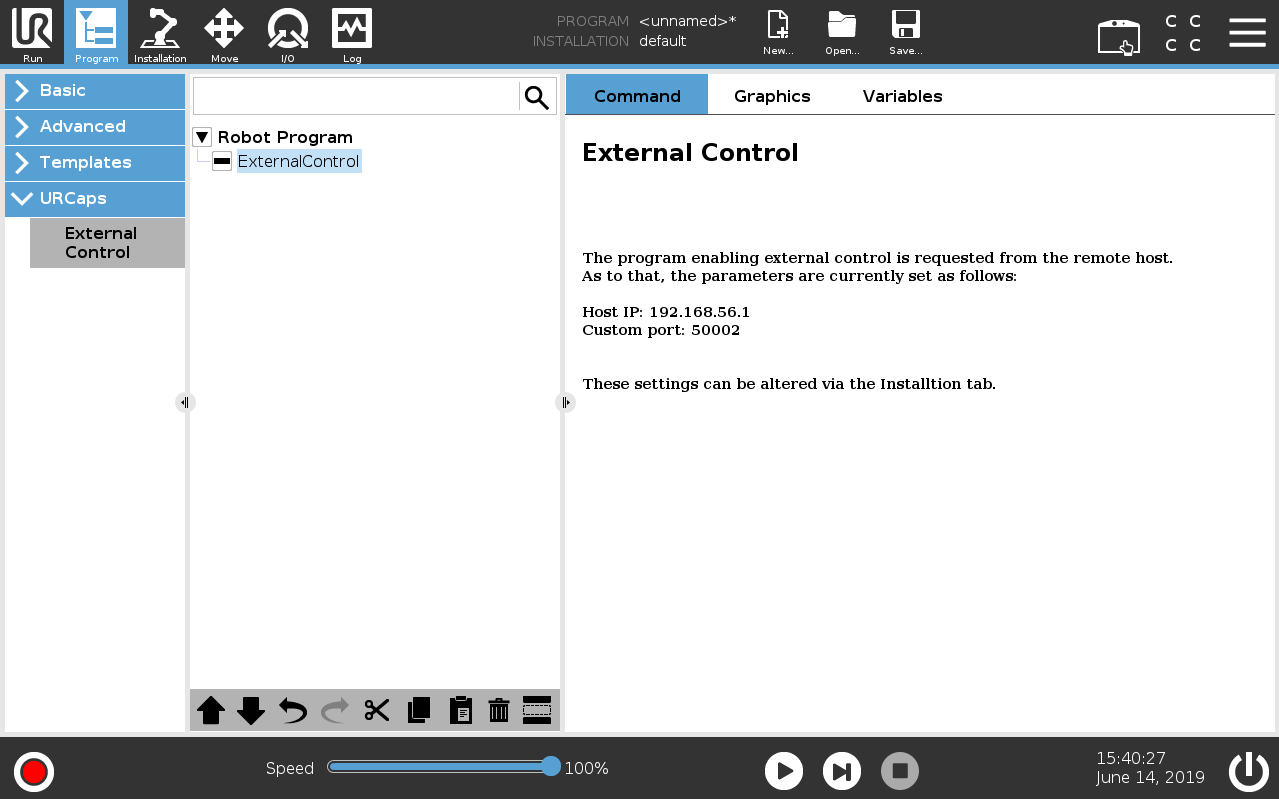 UR
Run
Program
Installation
Move
I/O
Log
PROGRAM <unnamed>*
INSTALLATION default
New...
Open...
Save...
C C
C C
Basic
Advanced
Templates
URCaps
External
Control
Robot Program
ExternalControl
Command
Graphics
Variables
External Control
The program enabling external control is requested from the remote host.
As to that, the parameters are currently set as follows:
Host IP: 192.168.56.1
Custom port: 50002
These settings can be altered via the Installtion tab.
Speed 100%
15:40:27
June 14, 2019